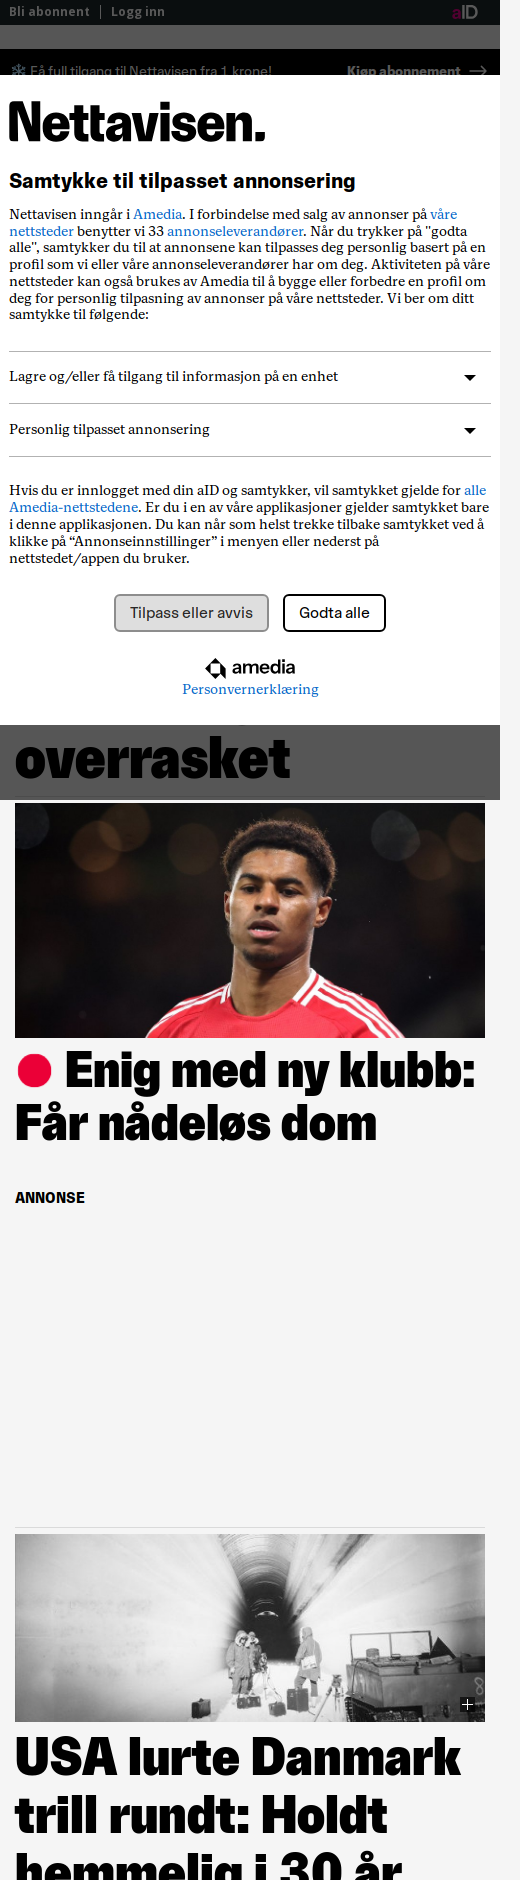 Bli abonnent | Logg inn
aID
Få full tilgang til Nettavisen fra 1 krone!
Kjøp abonnement →
Nettavisen.
Samtykke til tilpasset annonsering
Nettavisen inngår i Amedia. I forbindelse med salg av annonser på våre
nettsteder benytter vi 33 annonseleverandører. Når du trykker på "godta
alle", samtykker du til at annonsene kan tilpasses deg personlig basert på en
profil som vi eller våre annonseleverandører har om deg. Aktiviteten på våre
nettsteder kan også brukes av Amedia til å bygge eller forbedre en profil om
deg for personlig tilpasning av annonser på våre nettsteder. Vi ber om ditt
samtykke til følgende:
Lagre og/eller få tilgang til informasjon på en enhet
Personlig tilpasset annonsering
Hvis du er innlogget med din aID og samtykker, vil samtykket gjelde for alle
Amedia-nettstedene. Er du i en av våre applikasjoner gjelder samtykket bare
i denne applikasjonen. Du kan når som helst trekke tilbake samtykket ved å
klikke på “Annonseinnstillinger” i menyen eller nederst på
nettstedet/appen du bruker.
Tilpass eller avvis
Godta alle
amedia
Personvernerklæring
overrasket
Enig med ny klubb:
Får nådeløs dom
ANNONSE
USA lurte Danmark
trill rundt: Holdt
hemmelig i 30 år